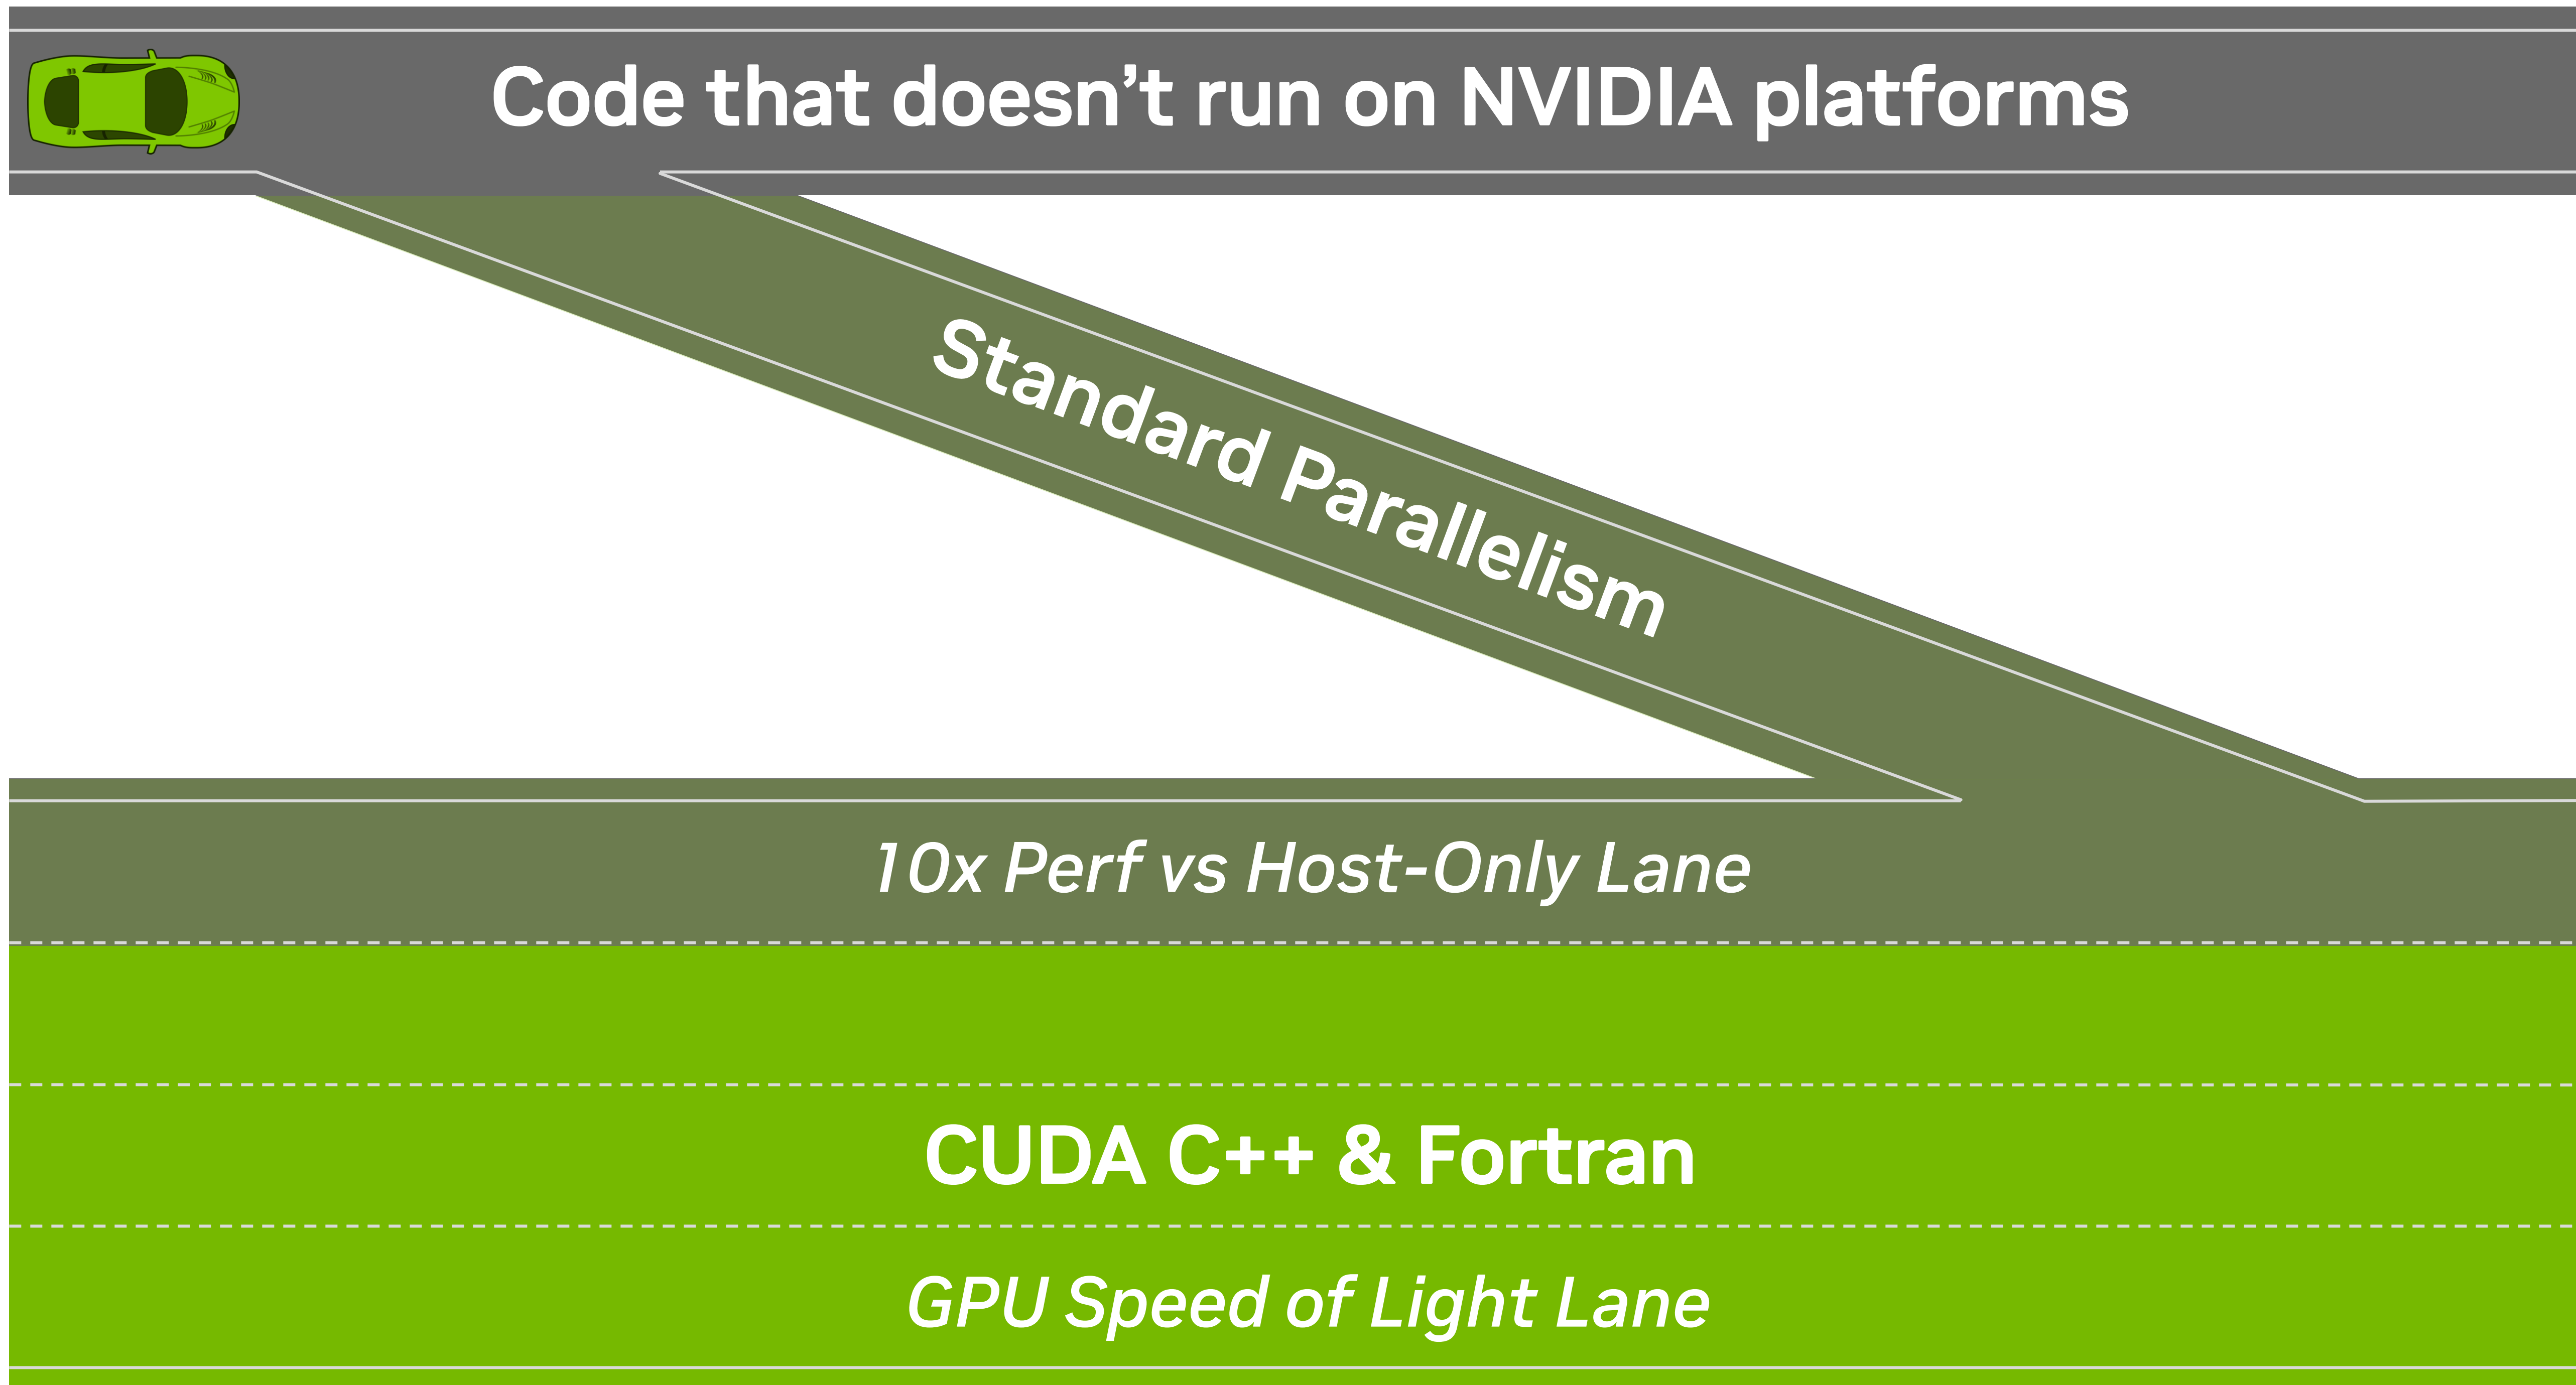 Code that doesn’t run on NVIDIA platforms
Standard Parallelism
10x Perf vs Host-Only Lane
CUDA C++ & Fortran
GPU Speed of Light Lane